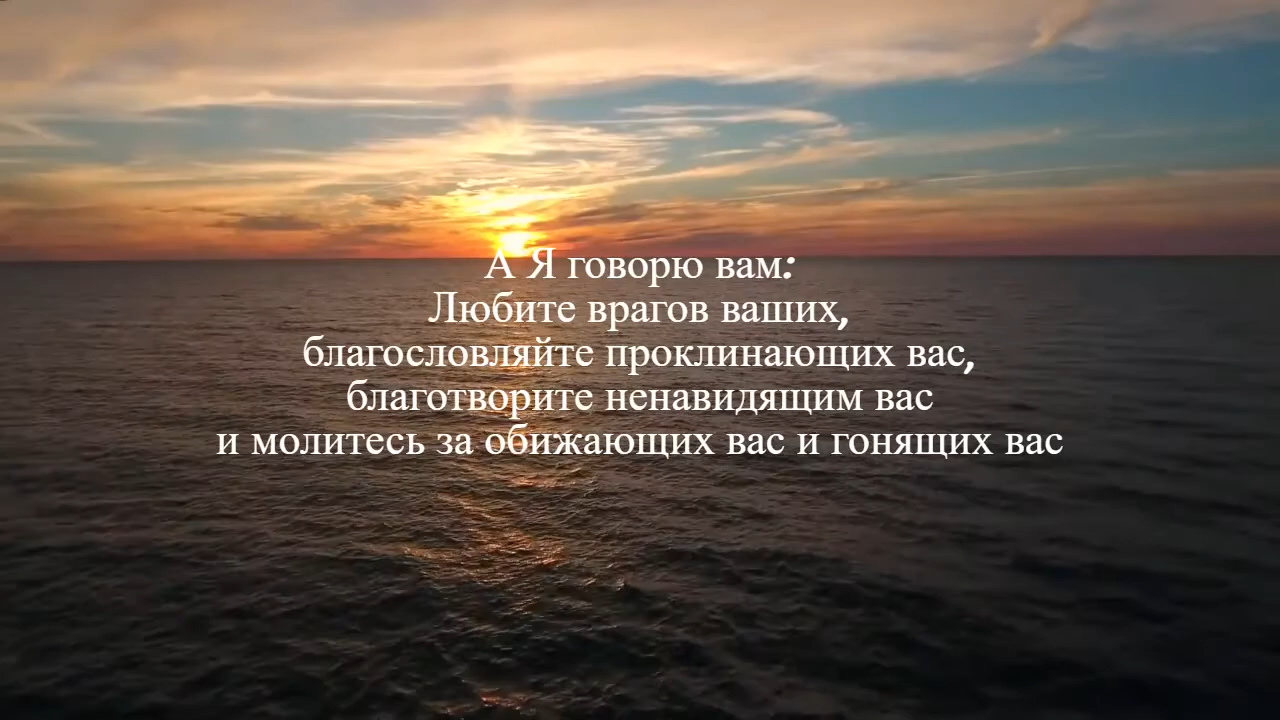 А Я говорю вам:
Любите врагов ваших,
благословляйте проклинающих вас,
благотворите ненавидящим вас
и молитесь за обижающих вас и гонящих вас